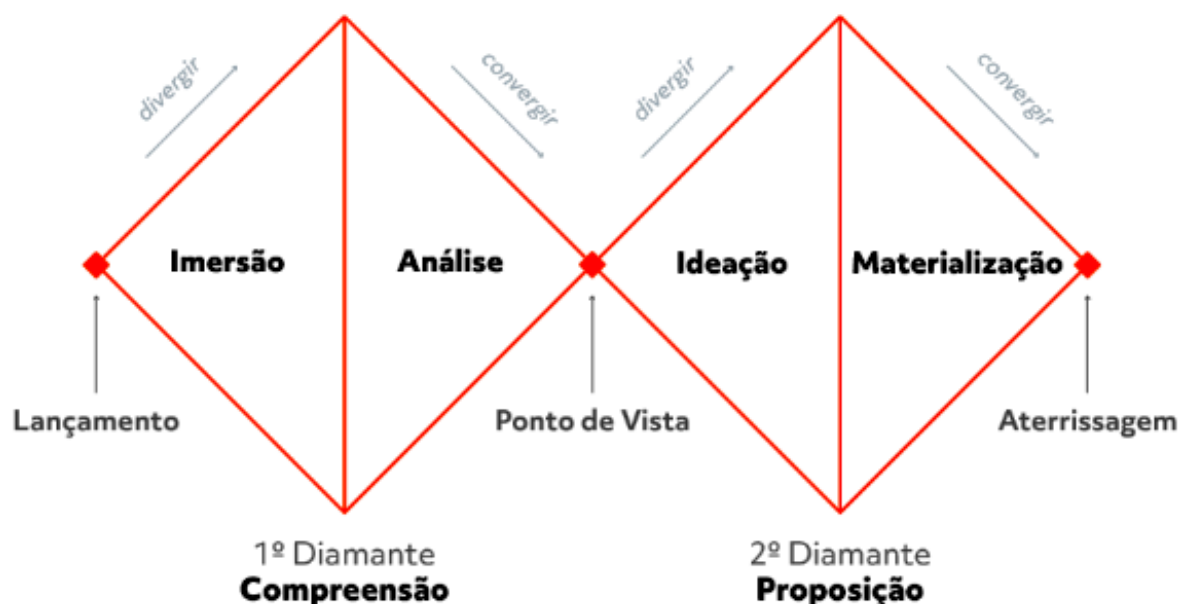 divergir
convergir
divergir
convergir
Imersão
Análise
Ideação
Materialização
Lançamento
Ponto de Vista
Aterrissagem
1º Diamante
Compreensão
2º Diamante
Proposição